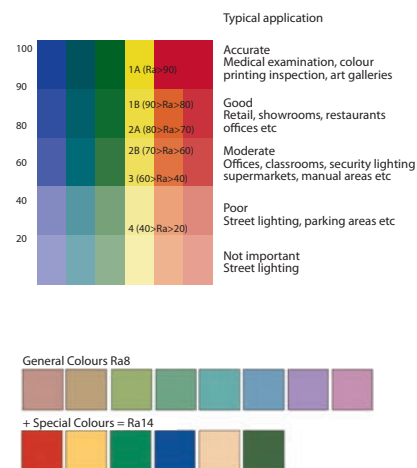 Typical application
100
Accurate
Medical examination, colour
printing inspection, art galleries
1A (Ra>90)
90
Good
Retail, showrooms, restaurants
offices etc
1B (90>Ra>80)
80
2A (80>Ra>70)
Moderate
Offices, classrooms, security lighting
supermarkets, manual areas etc
2B (70>Ra>60)
60
3 (60>Ra>40)
40
Poor
Street lighting, parking areas etc
4 (40>Ra>20)
20
Not important
Street lighting
General Colours Ra8
+ Special Colours = Ra14